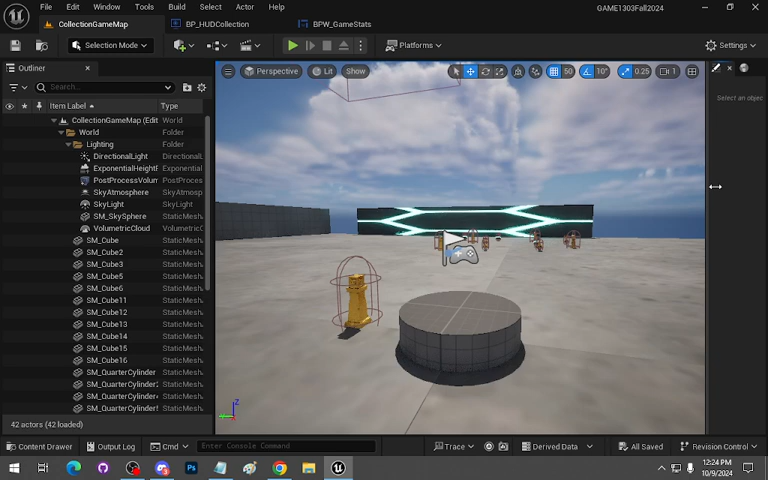 File Edit Window Tools Build Select Actor Help GAME1303Fall2024
CollectionGameMap BP_HUDCollection BPW_GameStats
Selection Mode Platforms Settings
Outliner
Search...
Item Label Type
CollectionGameMap (Edit World
World Folder
Lighting Folder
DirectionalLight DirectionalL
ExponentialHeightF Exponential
PostProcessVolum PostProcess
SkyAtmosphere SkyAtmosp
SkyLight SkyLight
SM_SkySphere StaticMesh
VolumetricCloud VolumetricC
SM_Cube StaticMesh
SM_Cube2 StaticMesh
SM_Cube3 StaticMesh
SM_Cube5 StaticMesh
SM_Cube6 StaticMesh
SM_Cube11 StaticMesh
SM_Cube12 StaticMesh
SM_Cube13 StaticMesh
SM_Cube14 StaticMesh
SM_Cube15 StaticMesh
SM_Cube16 StaticMesh
SM_QuarterCylinder StaticMesh
SM_QuarterCylinder2 StaticMesh
StaticMesh
StaticMesh
42 actors (42 loaded)
Perspective Lit Show 50 10° 0.25 1
Select an objec
Z
Content Drawer Output Log Cmd Enter Console Command Trace Derived Data All Saved Revision Control
12:24 PM
10/9/2024